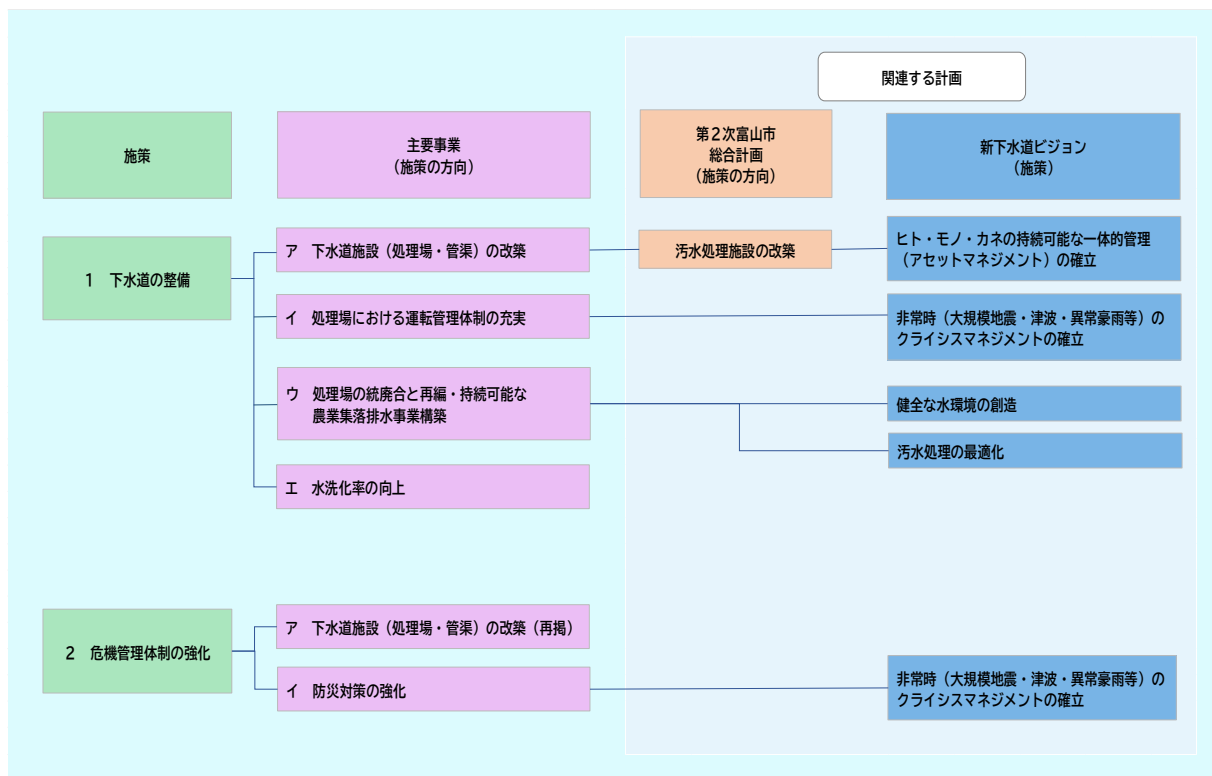 関連する計画
施策
主要事業
（施策の方向）
第２次富山市
総合計画
（施策の方向）
新下水道ビジョン
（施策）
１　下水道の整備
ア　下水道施設（処理場・管渠）の改築
汚水処理施設の改築
ヒト・モノ・カネの持続可能な一体的管理
（アセットマネジメント）の確立
イ　処理場における運転管理体制の充実
非常時（大規模地震・津波・異常豪雨等）の
クライシスマネジメントの確立
ウ　処理場の統廃合と再編・持続可能な
農業集落排水事業構築
健全な水環境の創造
汚水処理の最適化
エ　水洗化率の向上
２　危機管理体制の強化
ア　下水道施設（処理場・管渠）の改築（再掲）
イ　防災対策の強化
非常時（大規模地震・津波・異常豪雨等）の
クライシスマネジメントの確立